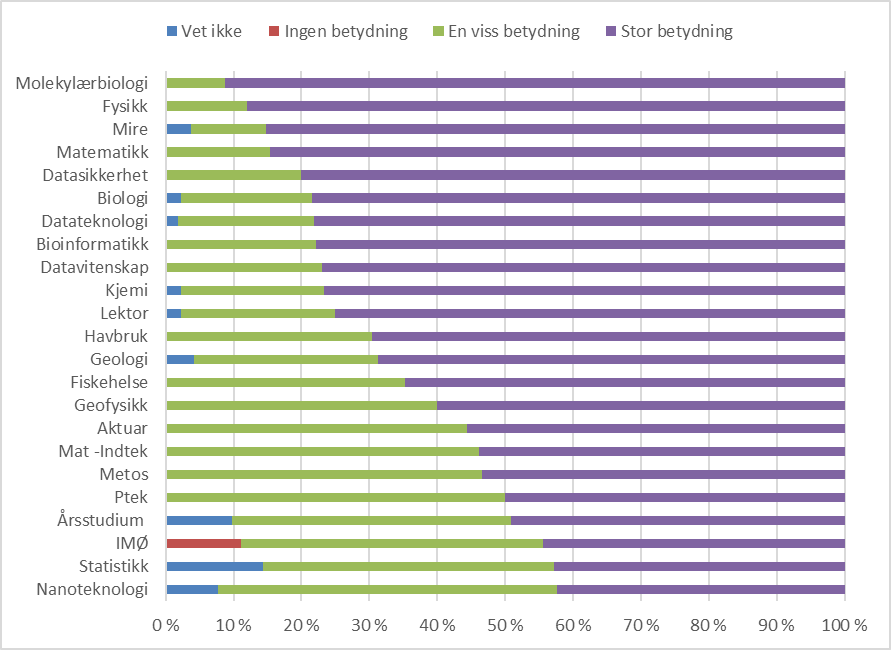 Vet ikke Ingen betydning En viss betydning Stor betydning
Molekylærbiologi
Fysikk
Mire
Matematikk
Datasikkerhet
Biologi
Datateknologi
Bioinformatikk
Datavitenskap
Kjemi
Lektor
Havbruk
Geologi
Fiskehelse
Geofysikk
Aktuar
Mat -Indtek
Metos
Ptek
Årsstudium
IMØ
Statistikk
Nanoteknologi
0 % 10 % 20 % 30 % 40 % 50 % 60 % 70 % 80 % 90 % 100 %